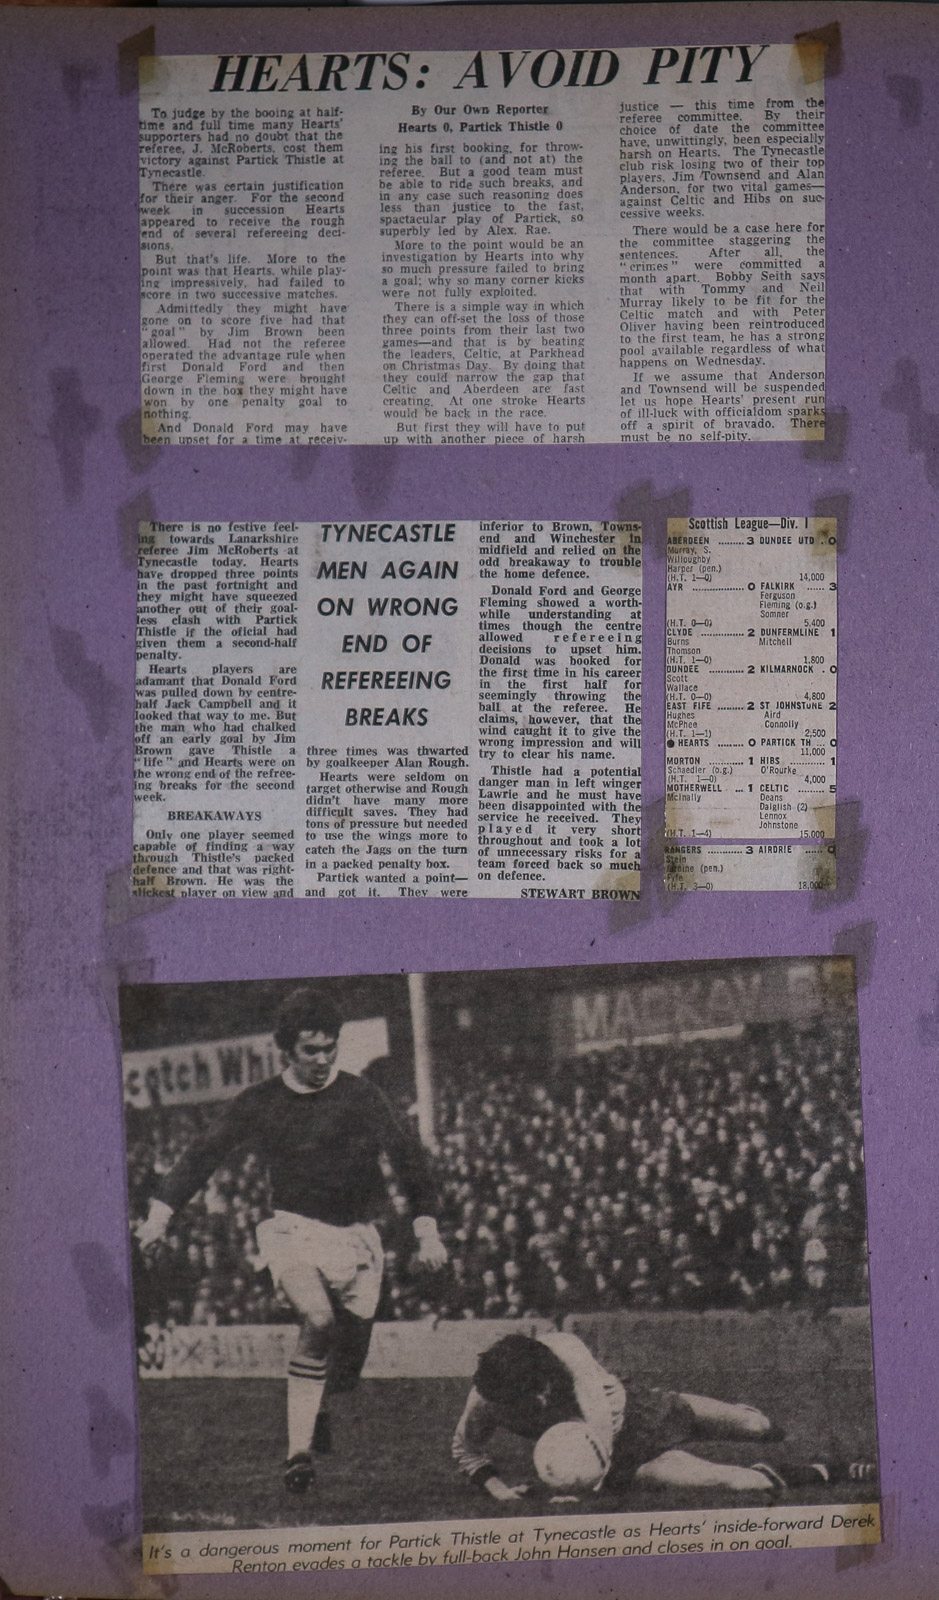 HEARTS: AVOID PITY
To judge by the booing at half-
time and full time many Hearts'
supporters had no doubt that the
referee, J. McRoberts, cost them
victory against Partick Thistle at
Tynecastle.
There was certain justification
for their anger. For the second
week in succession Hearts
appeared to receive the rough
end of several refereeing deci-
sions.
But that's life. More to the
point was that Hearts, while play-
ing impressively, had failed to
score in two successive matches.
Admittedly they might have
gone on to score five had that
"goal" by Jim Brown been
allowed. Had not the referee
operated the advantage rule when
first Donald Ford and then
George Fleming were brought
down in the box they might have
won by one penalty goal to
nothing.
And Donald Ford may have
been upset for a time at receiv-
By Our Own Reporter
Hearts 0, Partick Thistle 0
ing his first booking, for throw-
ing the ball to (and not at) the
referee. But a good team must
be able to ride such breaks, and
in any case such reasoning does
less than justice to the fast,
spactacular play of Partick, so
superbly led by Alex. Rae.
More to the point would be an
investigation by Hearts into why
so much pressure failed to bring
a goal; why so many corner kicks
were not fully exploited.
There is a simple way in which
they can off-set the loss of those
three points from their last two
games—and that is by beating
the leaders, Celtic, at Parkhead
on Christmas Day. By doing that
they could narrow the gap that
Celtic and Aberdeen are fast
creating. At one stroke Hearts
would be back in the race.
But first they will have to put
up with another piece of harsh
justice — this time from the
referee committee. By their
choice of date the committee
have, unwittingly, been especially
harsh on Hearts. The Tynecastle
club risk losing two of their top
players, Jim Townsend and Alan
Anderson, for two vital games—
against Celtic and Hibs on suc-
cessive weeks.
There would be a case here for
the committee staggering the
sentences. After all, the
"crimes" were committed a
month apart. Bobby Seith says
that with Tommy and Neil
Murray likely to be fit for the
Celtic match and with Peter
Oliver having been reintroduced
to the first team, he has a strong
pool available regardless of what
happens on Wednesday.
If we assume that Anderson
and Townsend will be suspended
let us hope Hearts' present run
of ill-luck with officialdom sparks
off a spirit of bravado. There
must be no self-pity.
There is no festive feel-
ing towards Lanarkshire
referee Jim McRoberts at
Tynecastle today. Hearts
have dropped three points
in the past fortnight and
they might have squeezed
another out of their goal-
less clash with Partick
Thistle if the official had
given them a second-half
penalty.
Hearts players are
adamant that Donald Ford
was pulled down by centre-
half Jack Campbell and it
looked that way to me. But
the man who had chalked
off an early goal by Jim
Brown gave Thistle a
"life" and Hearts were on
the wrong end of the refree-
ing breaks for the second
week.
BREAKAWAYS
Only one player seemed
capable of finding a way
through Thistle's packed
defence and that was right-
half Brown. He was the
slickest player on view and
TYNECASTLE
MEN AGAIN
ON WRONG
END OF
REFEREEING
BREAKS
three times was thwarted
by goalkeeper Alan Rough.
Hearts were seldom on
target otherwise and Rough
didn't have many more
difficult saves. They had
tons of pressure but needed
to use the wings more to
catch the Jags on the turn
in a packed penalty box.
Partick wanted a point—
and got it. They were
inferior to Brown, Towns-
end and Winchester in
midfield and relied on the
odd breakaway to trouble
the home defence.
Donald Ford and George
Fleming showed a worth-
while understanding at
times though the centre
allowed refereeing
decisions to upset him.
Donald was booked for
the first time in his career
in the first half for
seemingly throwing the
ball at the referee. He
claims, however, that the
wind caught it to give the
wrong impression and will
try to clear his name.
Thistle had a potential
danger man in left winger
Lawrie and he must have
been disappointed with the
service he received. They
played it very short
throughout and took a lot
of unnecessary risks for a
team forced back so much
on defence.
STEWART BROWN
Scottish League—Div. I
ABERDEEN ......... 3 DUNDEE UTD . 0
Murray, S.
Willoughby
Harper (pen.)
(H.T. 1—0) 14,000
AYR ................ 0 FALKIRK ...... 3
Ferguson
Fleming (o.g.)
Somner
(H.T. 0—0) 5,400
CLYDE ............ 2 DUNFERMLINE 1
Burns Mitchell
Thomson
(H.T. 1—0) 1,800
DUNDEE ......... 2 KILMARNOCK . 0
Scott
Wallace
(H.T. 0—0) 4,800
EAST FIFE ........ 2 ST JOHNSTONE 2
Hughes Aird
McPhee Connolly
(H.T. 1—1) 2,500
● HEARTS ......... 0 PARTICK TH ... 0
11,000
MORTON ......... 1 HIBS ............ 1
Schaedler (o.g.) O'Rourke
(H.T. 1—0) 4,000
MOTHERWELL ... 1 CELTIC ......... 5
McInally Deans
Dalglish (2)
Lennox
Johnstone
(H.T. 1—4) 15,000
RANGERS ......... 3 AIRDRIE ...... 0
Stein
(pen.)
Fyfe
(H.T. 3—0) 18,000
cotch Whi
MACKAY B
It's a dangerous moment for Partick Thistle at Tynecastle as Hearts' inside-forward Derek
Renton evades a tackle by full-back John Hansen and closes in on goal.